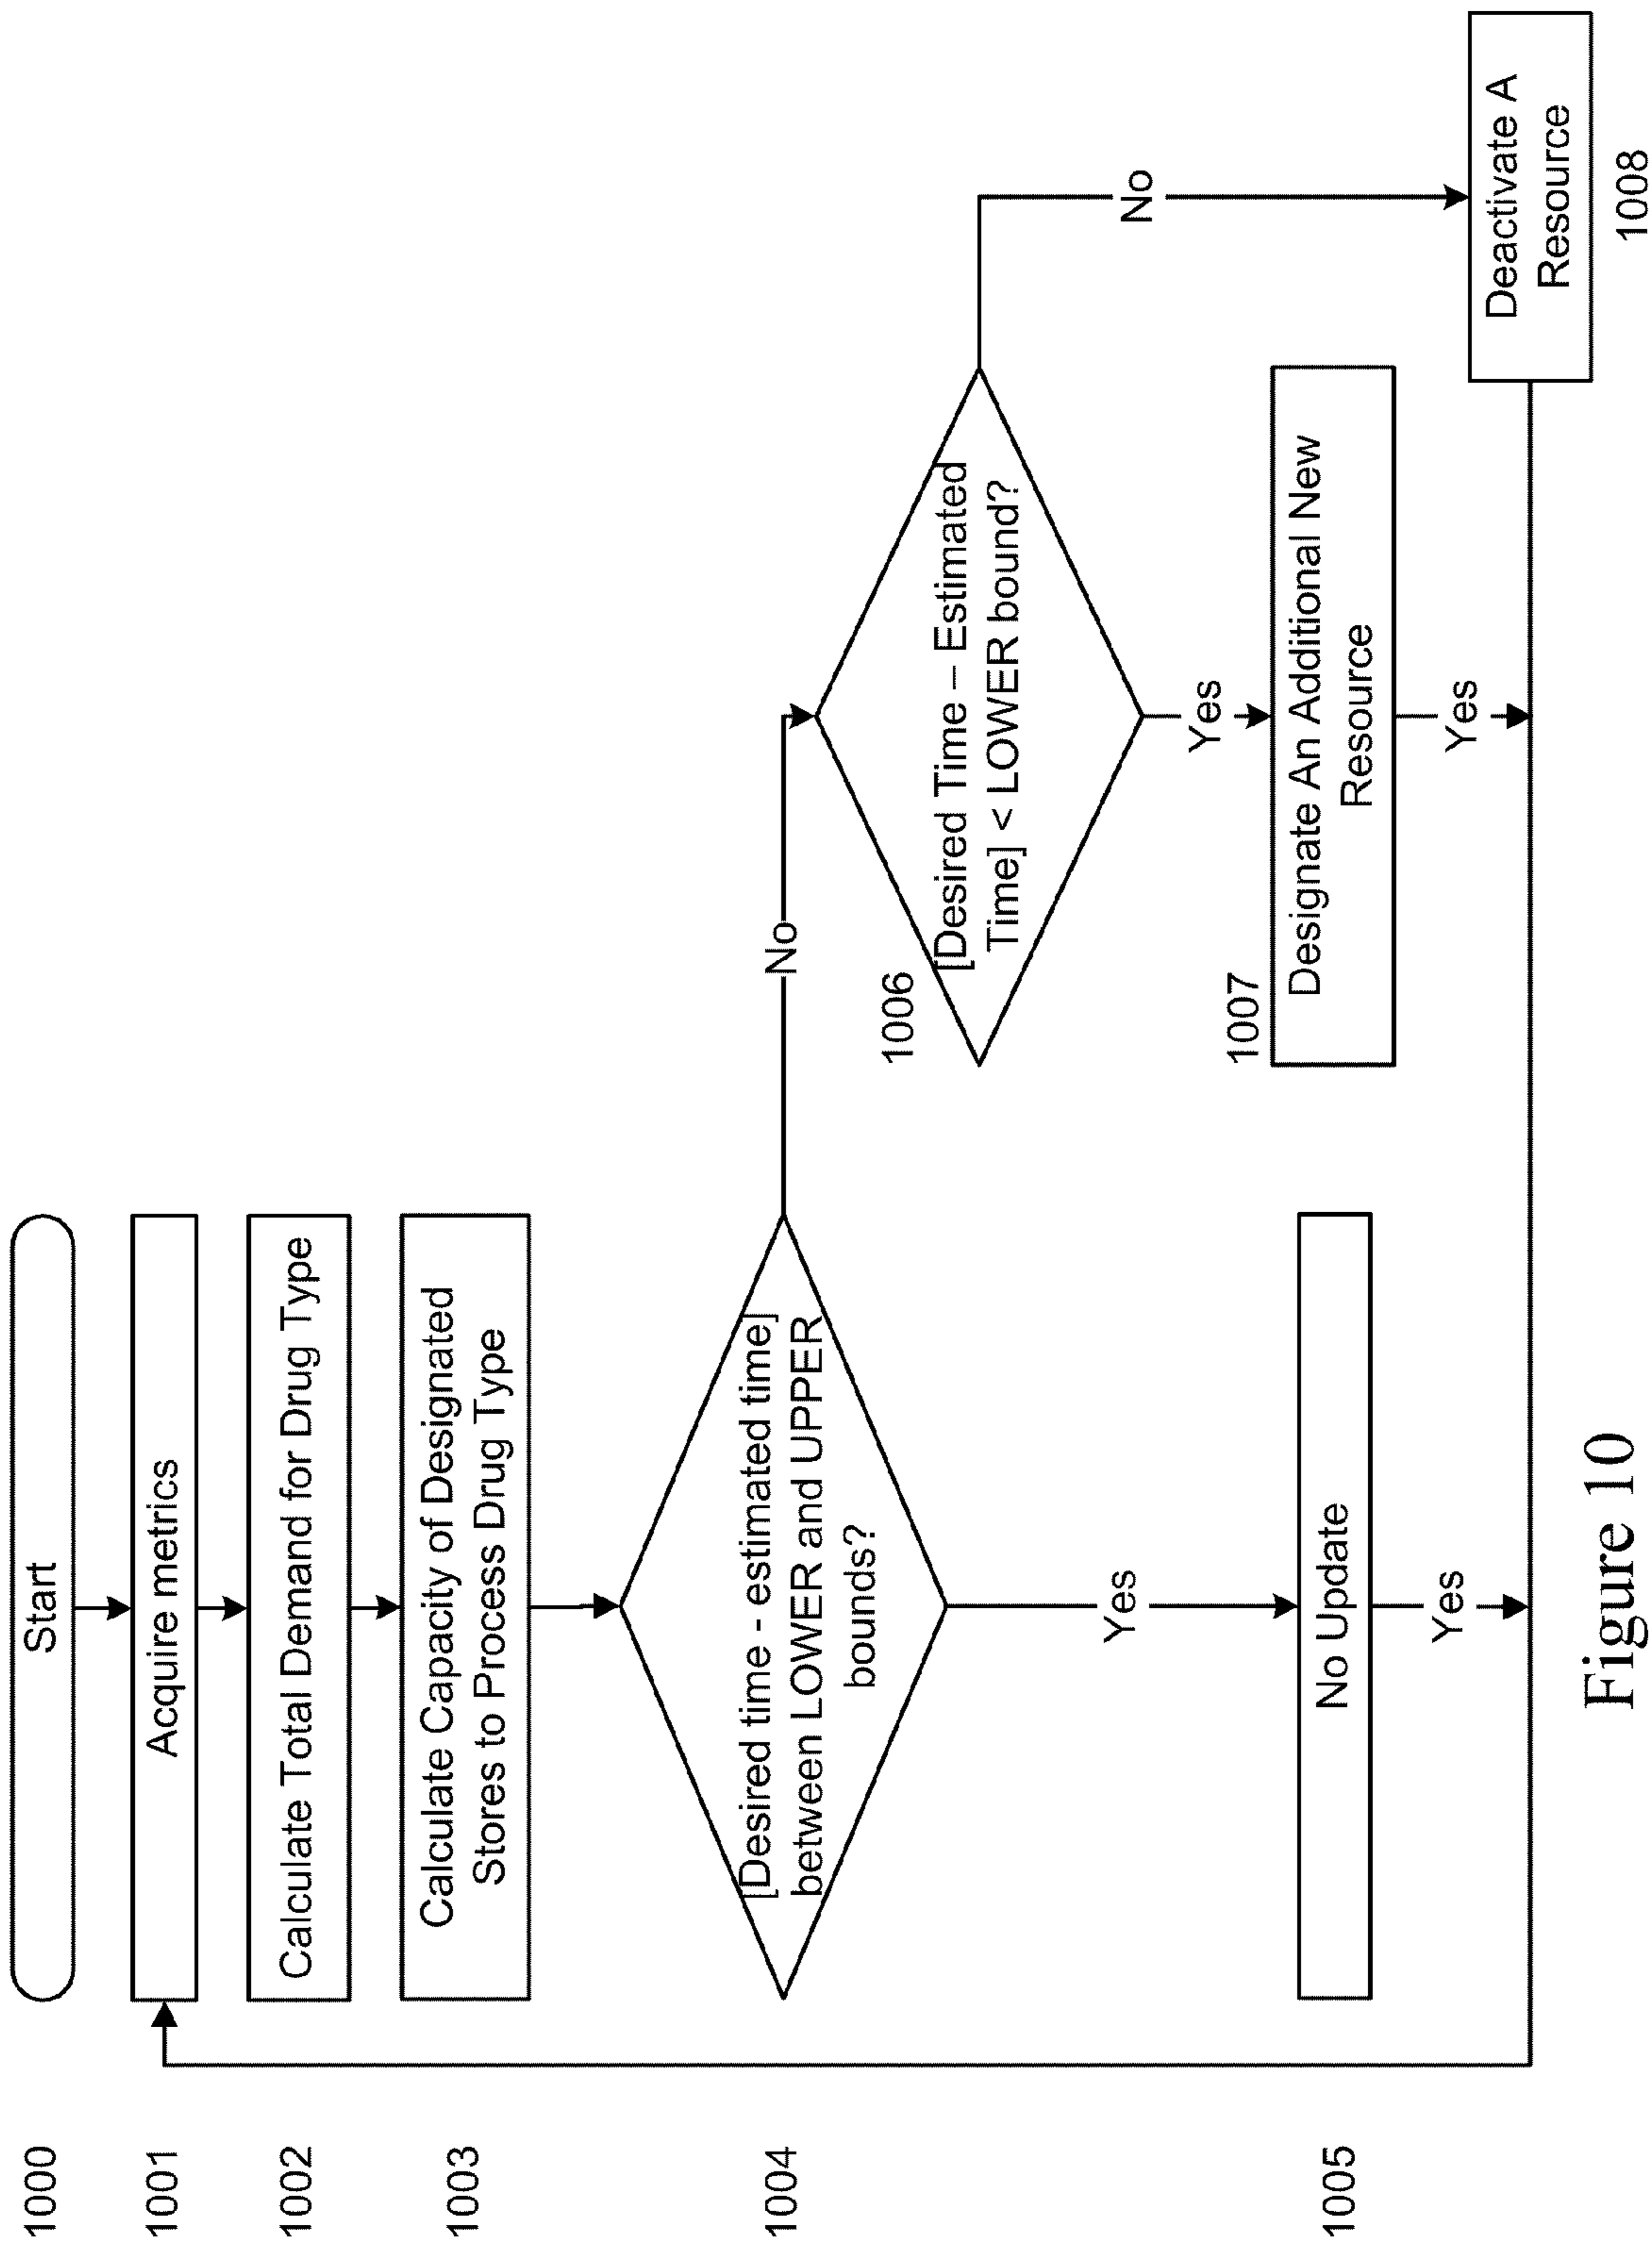 1000
Start
1001
Acquire metrics
1002
Calculate Total Demand for Drug Type
1003
Calculate Capacity of Designated
Stores to Process Drug Type
1004
[Desired time - estimated time]
between LOWER and UPPER
bounds?
No
1006
[Desired Time – Estimated
Time] < LOWER bound?
No
Yes
Yes
1007
Designate An Additional New
Resource
1005
No Update
Yes
Yes
Deactivate A
Resource
1008
Figure 10